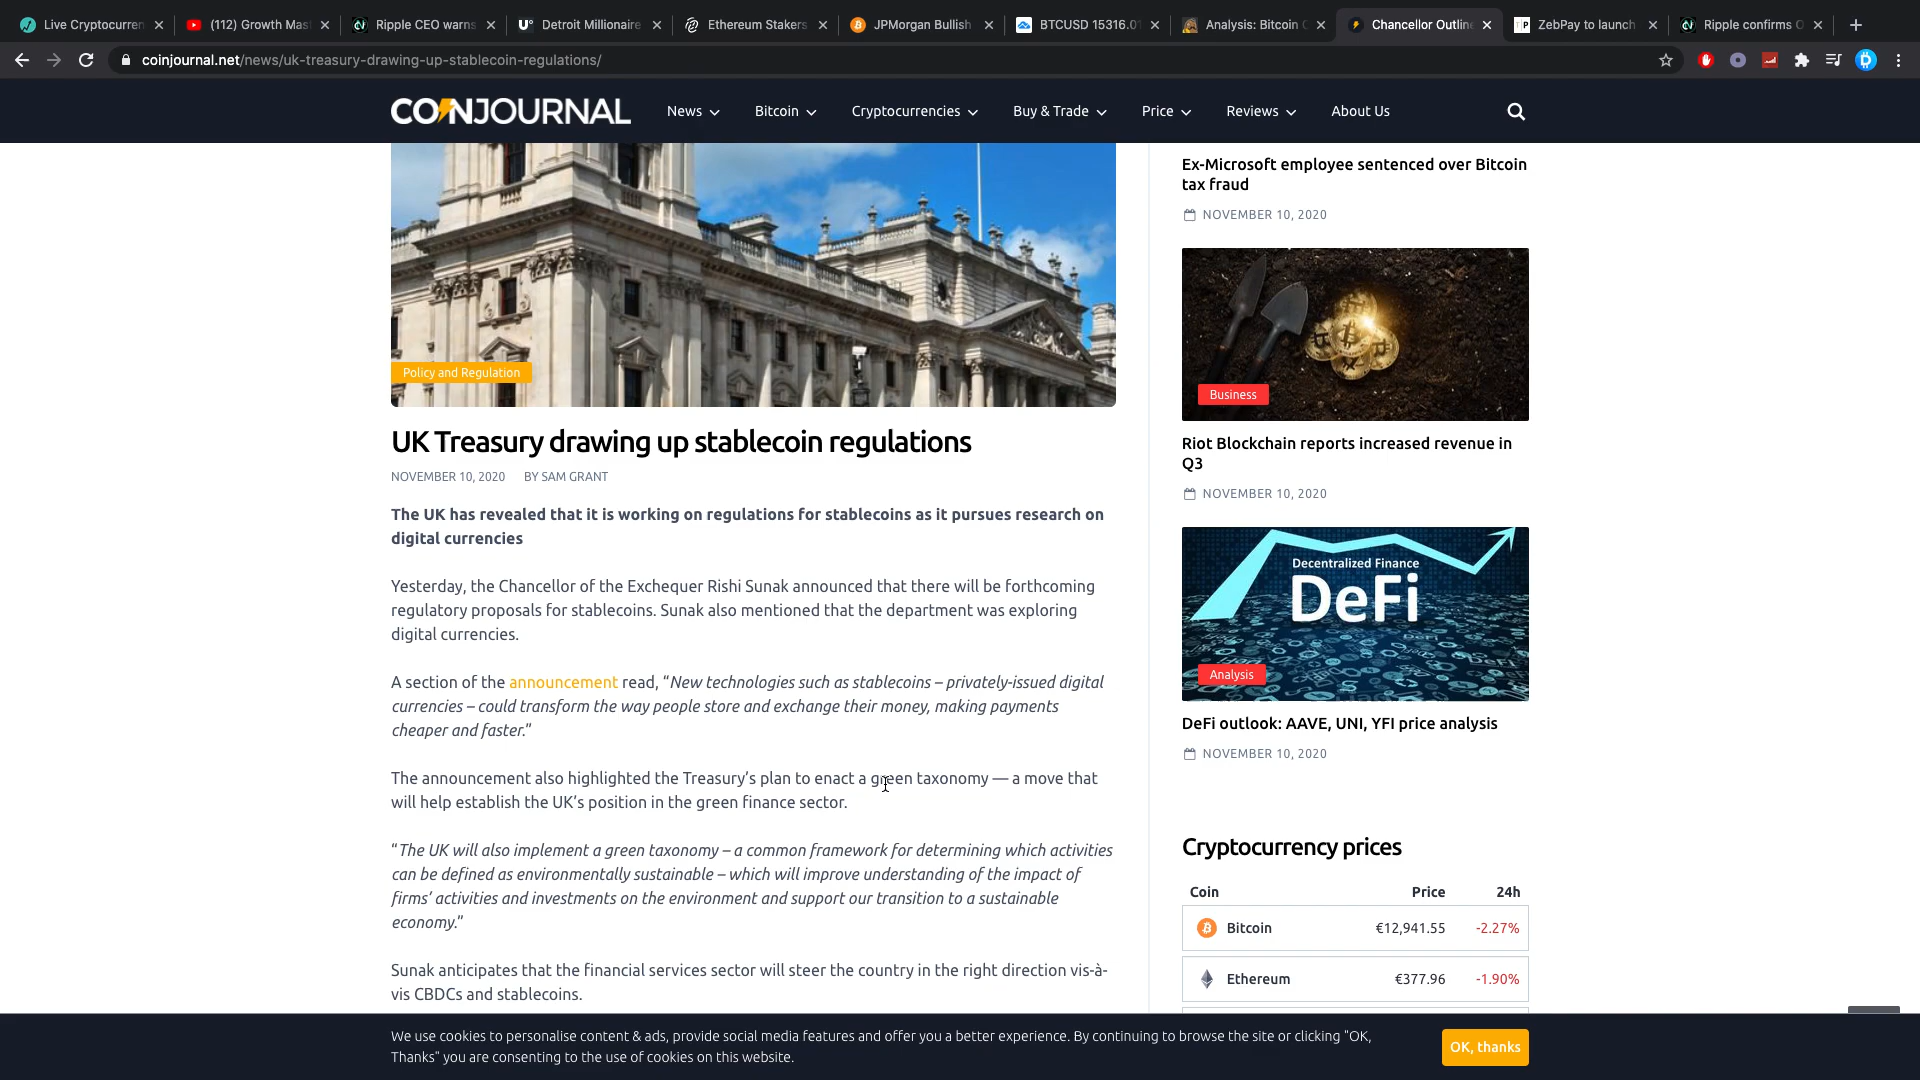 Live Cryptocurren
(112) Growth Mas
Ripple CEO warns
Detroit Millionaire
Ethereum Stakers
JPMorgan Bullish
BTCUSD 15316.01
Analysis: Bitcoin C
Chancellor Outline
ZebPay to launch
Ripple confirms O
coinjournal.net/news/uk-treasury-drawing-up-stablecoin-regulations/
COINJOURNAL
News
Bitcoin
Cryptocurrencies
Buy & Trade
Price
Reviews
About Us
Policy and Regulation
UK Treasury drawing up stablecoin regulations
NOVEMBER 10, 2020 BY SAM GRANT
The UK has revealed that it is working on regulations for stablecoins as it pursues research on
digital currencies
Yesterday, the Chancellor of the Exchequer Rishi Sunak announced that there will be forthcoming
regulatory proposals for stablecoins. Sunak also mentioned that the department was exploring
digital currencies.
A section of the announcement read, “New technologies such as stablecoins – privately-issued digital
currencies – could transform the way people store and exchange their money, making payments
cheaper and faster.”
The announcement also highlighted the Treasury’s plan to enact a green taxonomy — a move that
will help establish the UK’s position in the green finance sector.
“The UK will also implement a green taxonomy – a common framework for determining which activities
can be defined as environmentally sustainable – which will improve understanding of the impact of
firms’ activities and investments on the environment and support our transition to a sustainable
economy.”
Sunak anticipates that the financial services sector will steer the country in the right direction vis-à-
vis CBDCs and stablecoins.
Ex-Microsoft employee sentenced over Bitcoin
tax fraud
NOVEMBER 10, 2020
Business
Riot Blockchain reports increased revenue in
Q3
NOVEMBER 10, 2020
Decentralized Finance
DeFi
Analysis
DeFi outlook: AAVE, UNI, YFI price analysis
NOVEMBER 10, 2020
Cryptocurrency prices
Coin Price 24h
Bitcoin €12,941.55 -2.27%
Ethereum €377.96 -1.90%
We use cookies to personalise content & ads, provide social media features and offer you a better experience. By continuing to browse the site or clicking "OK,
Thanks" you are consenting to the use of cookies on this website.
OK, thanks